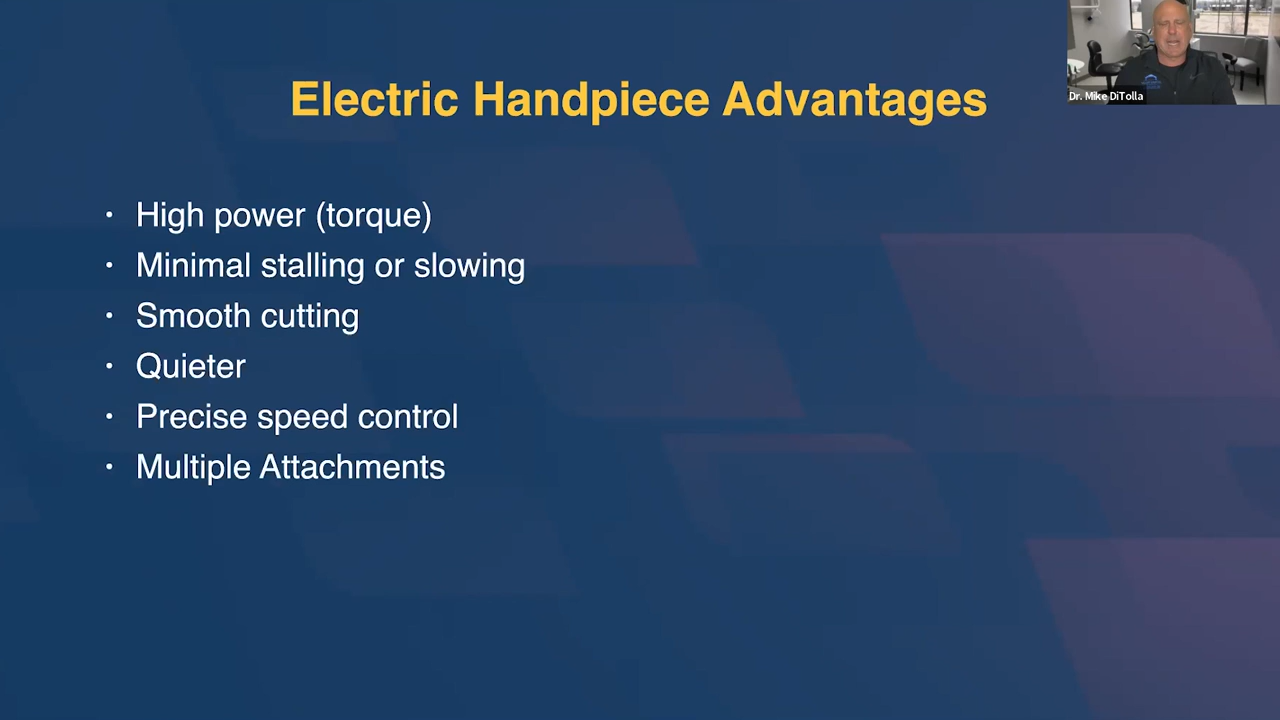 Electric Handpiece Advantages
Dr. Mike DiTolla
• High power (torque)
• Minimal stalling or slowing
• Smooth cutting
• Quieter
• Precise speed control
• Multiple Attachments